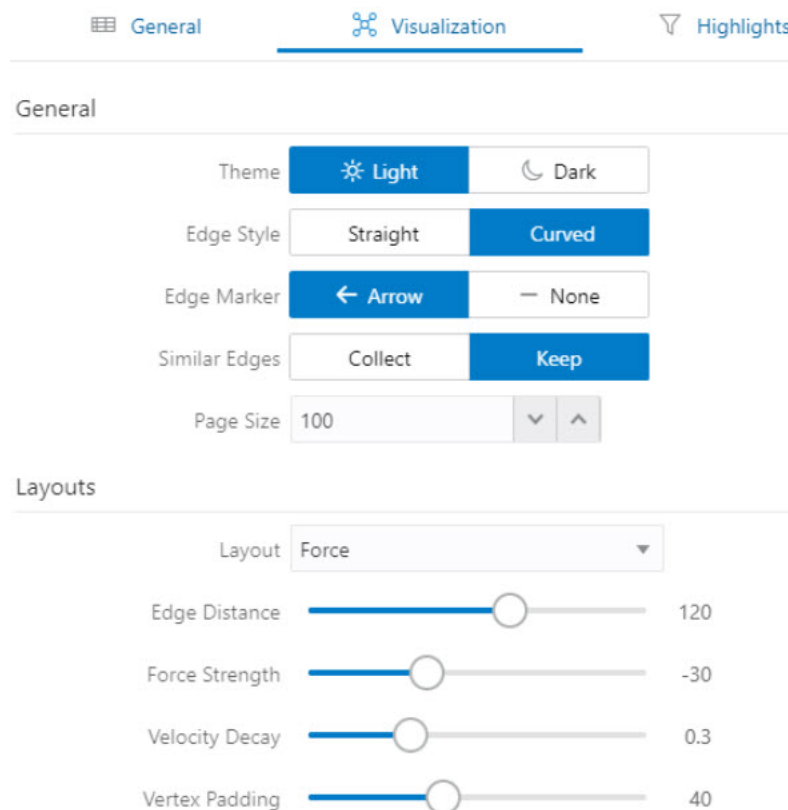 General Visualization Highlights
General
Theme Light Dark
Edge Style Straight Curved
Edge Marker Arrow None
Similar Edges Collect Keep
Page Size 100
Layouts
Layout Force
Edge Distance 120
Force Strength -30
Velocity Decay 0.3
Vertex Padding 40